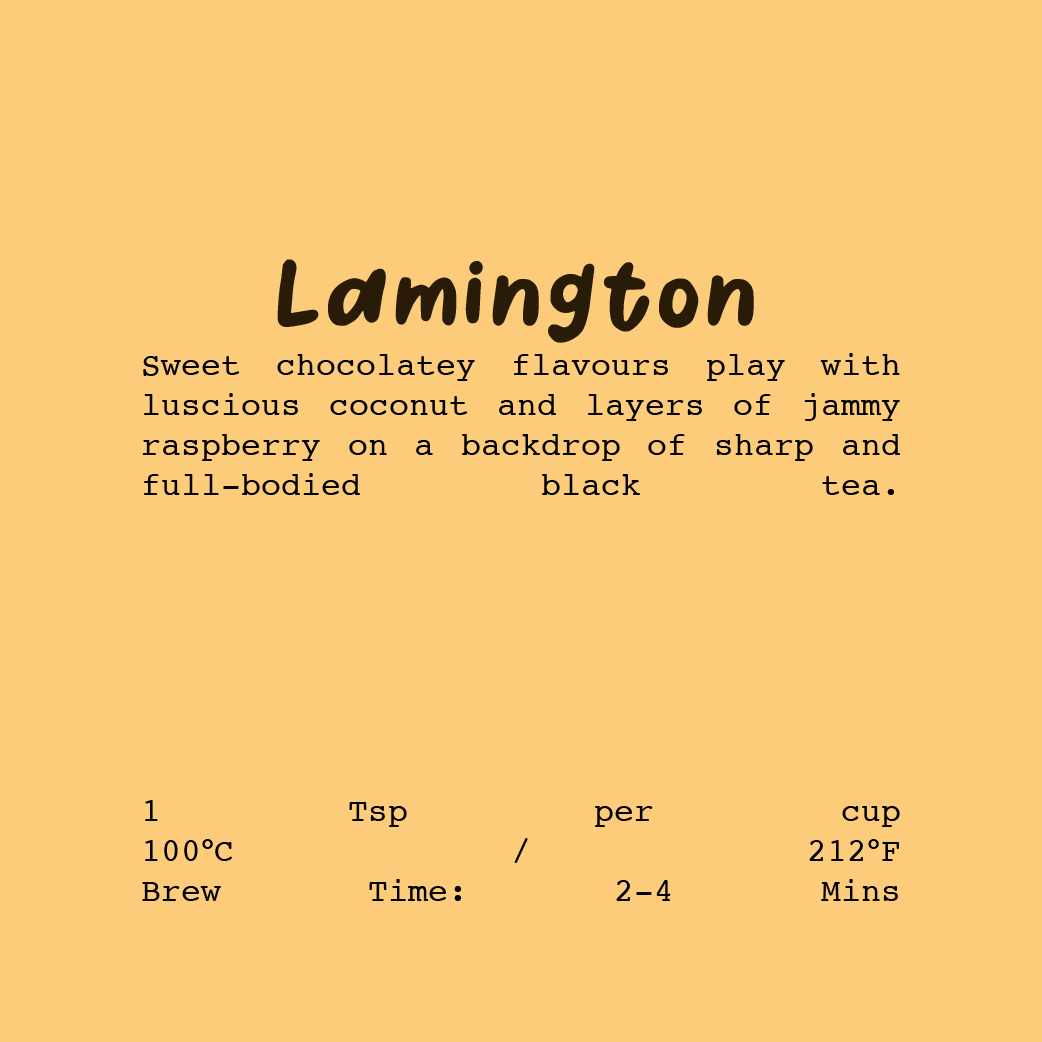 Lamington
Sweet chocolatey flavours play with
luscious coconut and layers of jammy
raspberry on a backdrop of sharp and
full-bodied black tea.
1 Tsp per cup
100°C / 212°F
Brew Time: 2-4 Mins